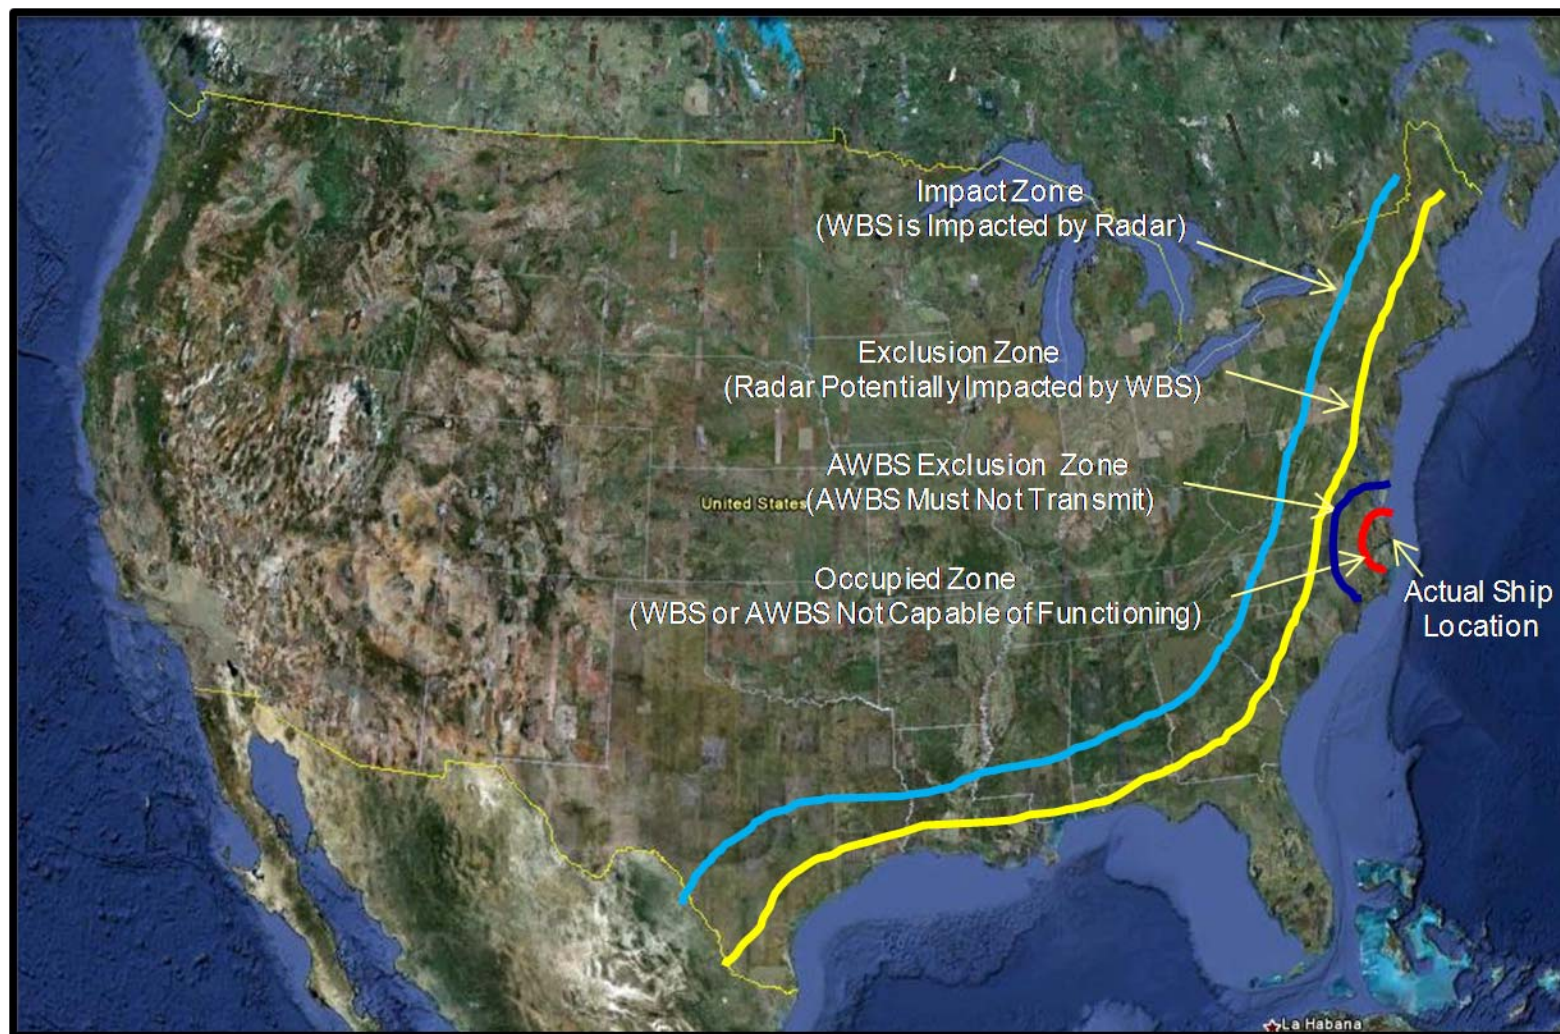 Impact Zone
(WBS is Impacted by Radar)
Exclusion Zone
(Radar Potentially Impacted by WBS)
AWBS Exclusion Zone
(AWBS Must Not Transmit)
United States
Occupied Zone
(WBS or AWBS Not Capable of Functioning)
Actual Ship
Location
La Habana